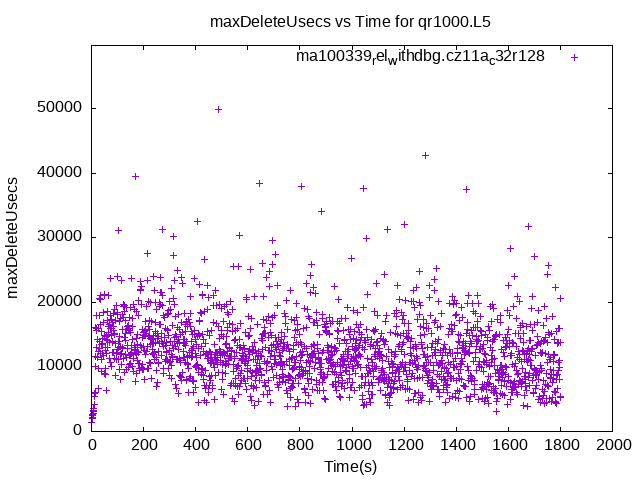 maxDeleteUsecs vs Time for qr1000.L5
ma100339relwithdbg.cz11ac32r128
50000
40000
30000
20000
10000
0
maxDeleteUsecs
0 200 400 600 800 1000 1200 1400 1600 1800 2000
Time(s)